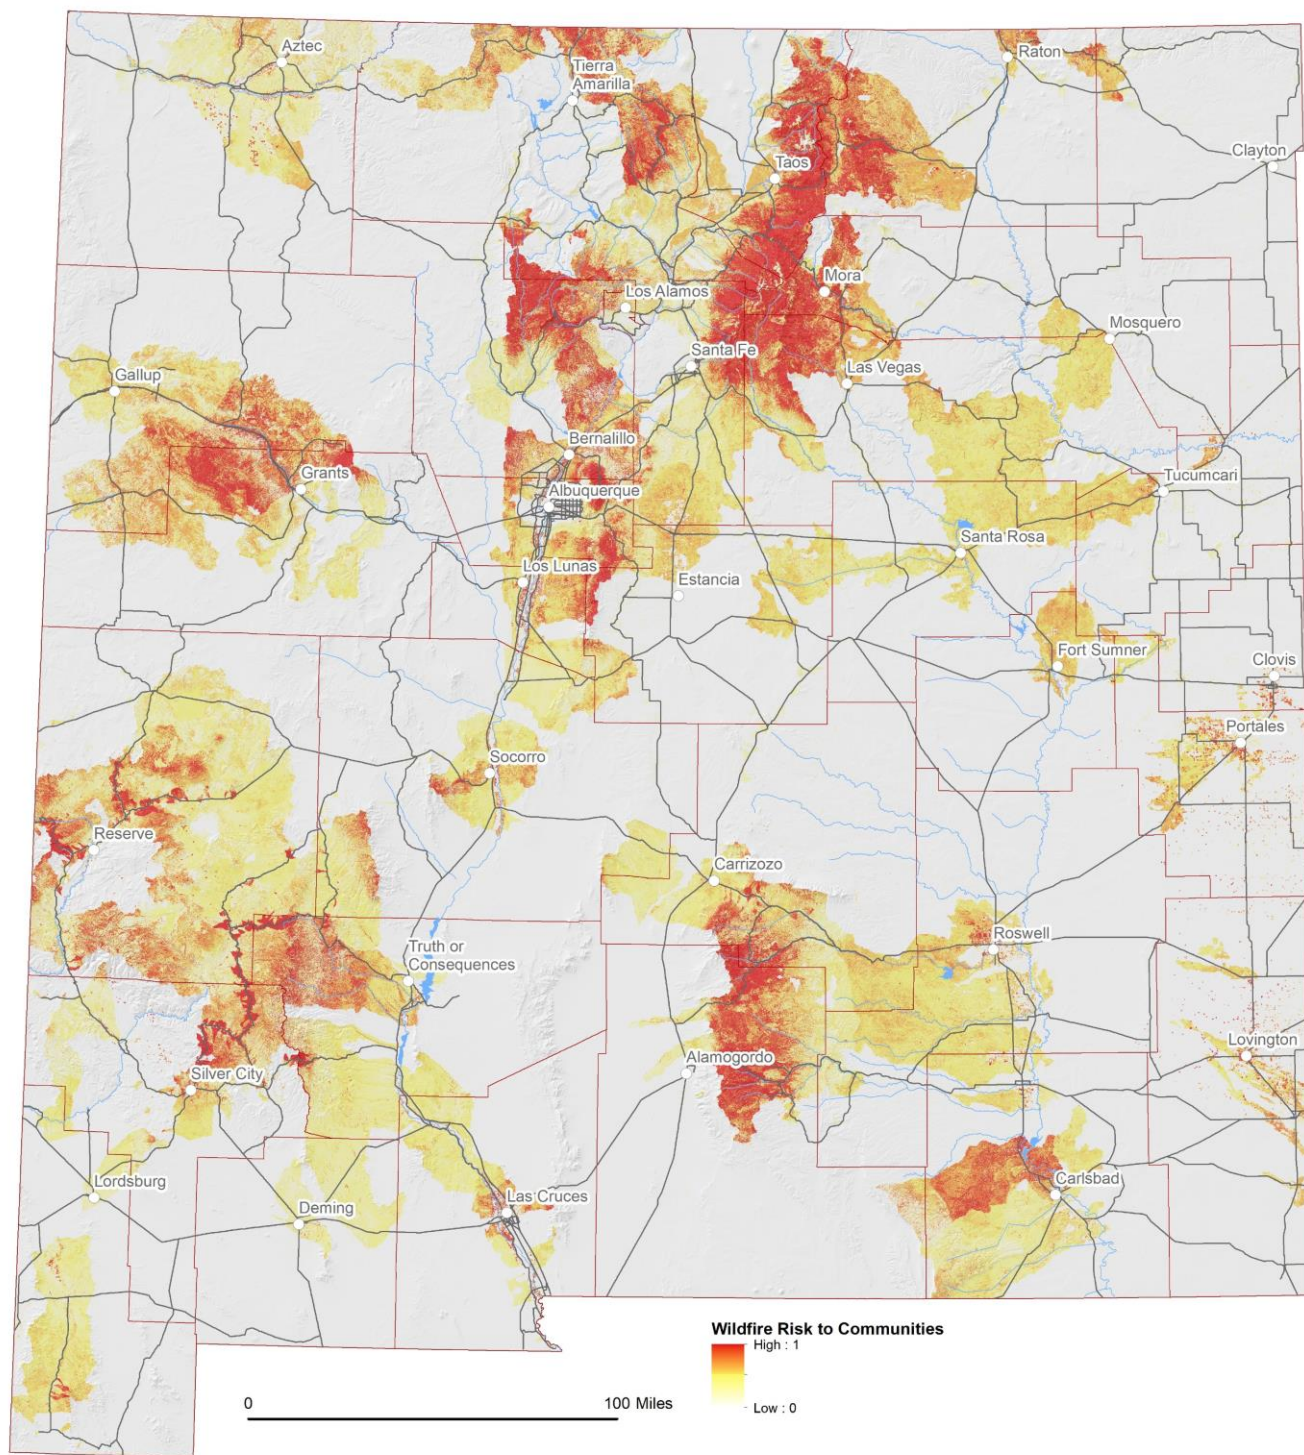 Aztec
Tierra
Amarilla
Raton
Clayton
Taos
Mora
Los Alamos
Mosquero
Santa Fe
Gallup
Las Vegas
Bernalillo
Grants
Tucumcari
Albuquerque
Santa Rosa
Los Lunas
Estancia
Fort Sumner
Clovis
Portales
Socorro
Reserve
Carrizozo
Roswell
Truth or
Consequences
Lovington
Alamogordo
Silver City
Carlsbad
Lordsburg
Las Cruces
Deming
Wildfire Risk to Communities
High : 1
Low : 0
0 100 Miles